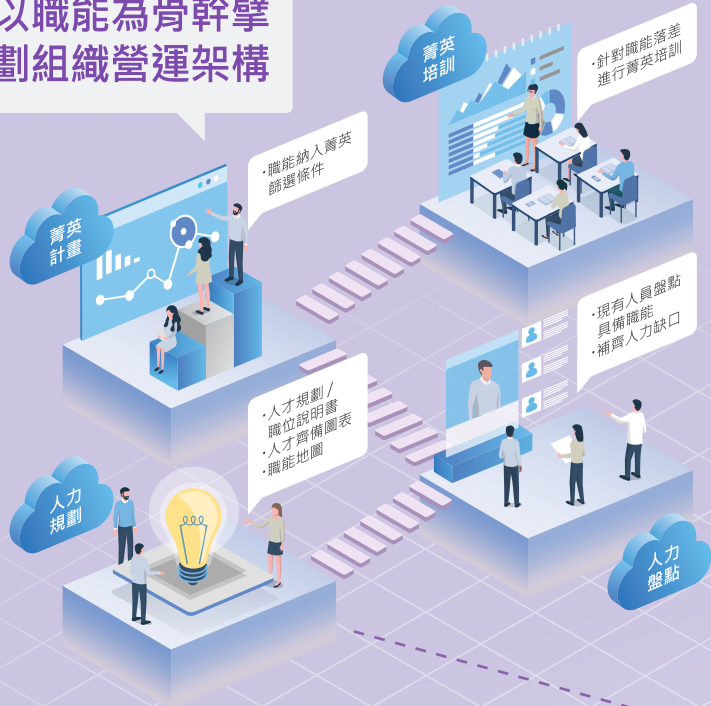 以職能為骨幹擘
劃組織營運架構
菁英
培訓
·針對職能落差
進行菁英培訓
·職能納入菁英
篩選條件
菁英
計畫
·現有人員盤點
具備職能
·補齊人力缺口
·人才規劃/
職位說明書
·人才齊備圖表
·職能地圖
人力
規劃
人力
盤點